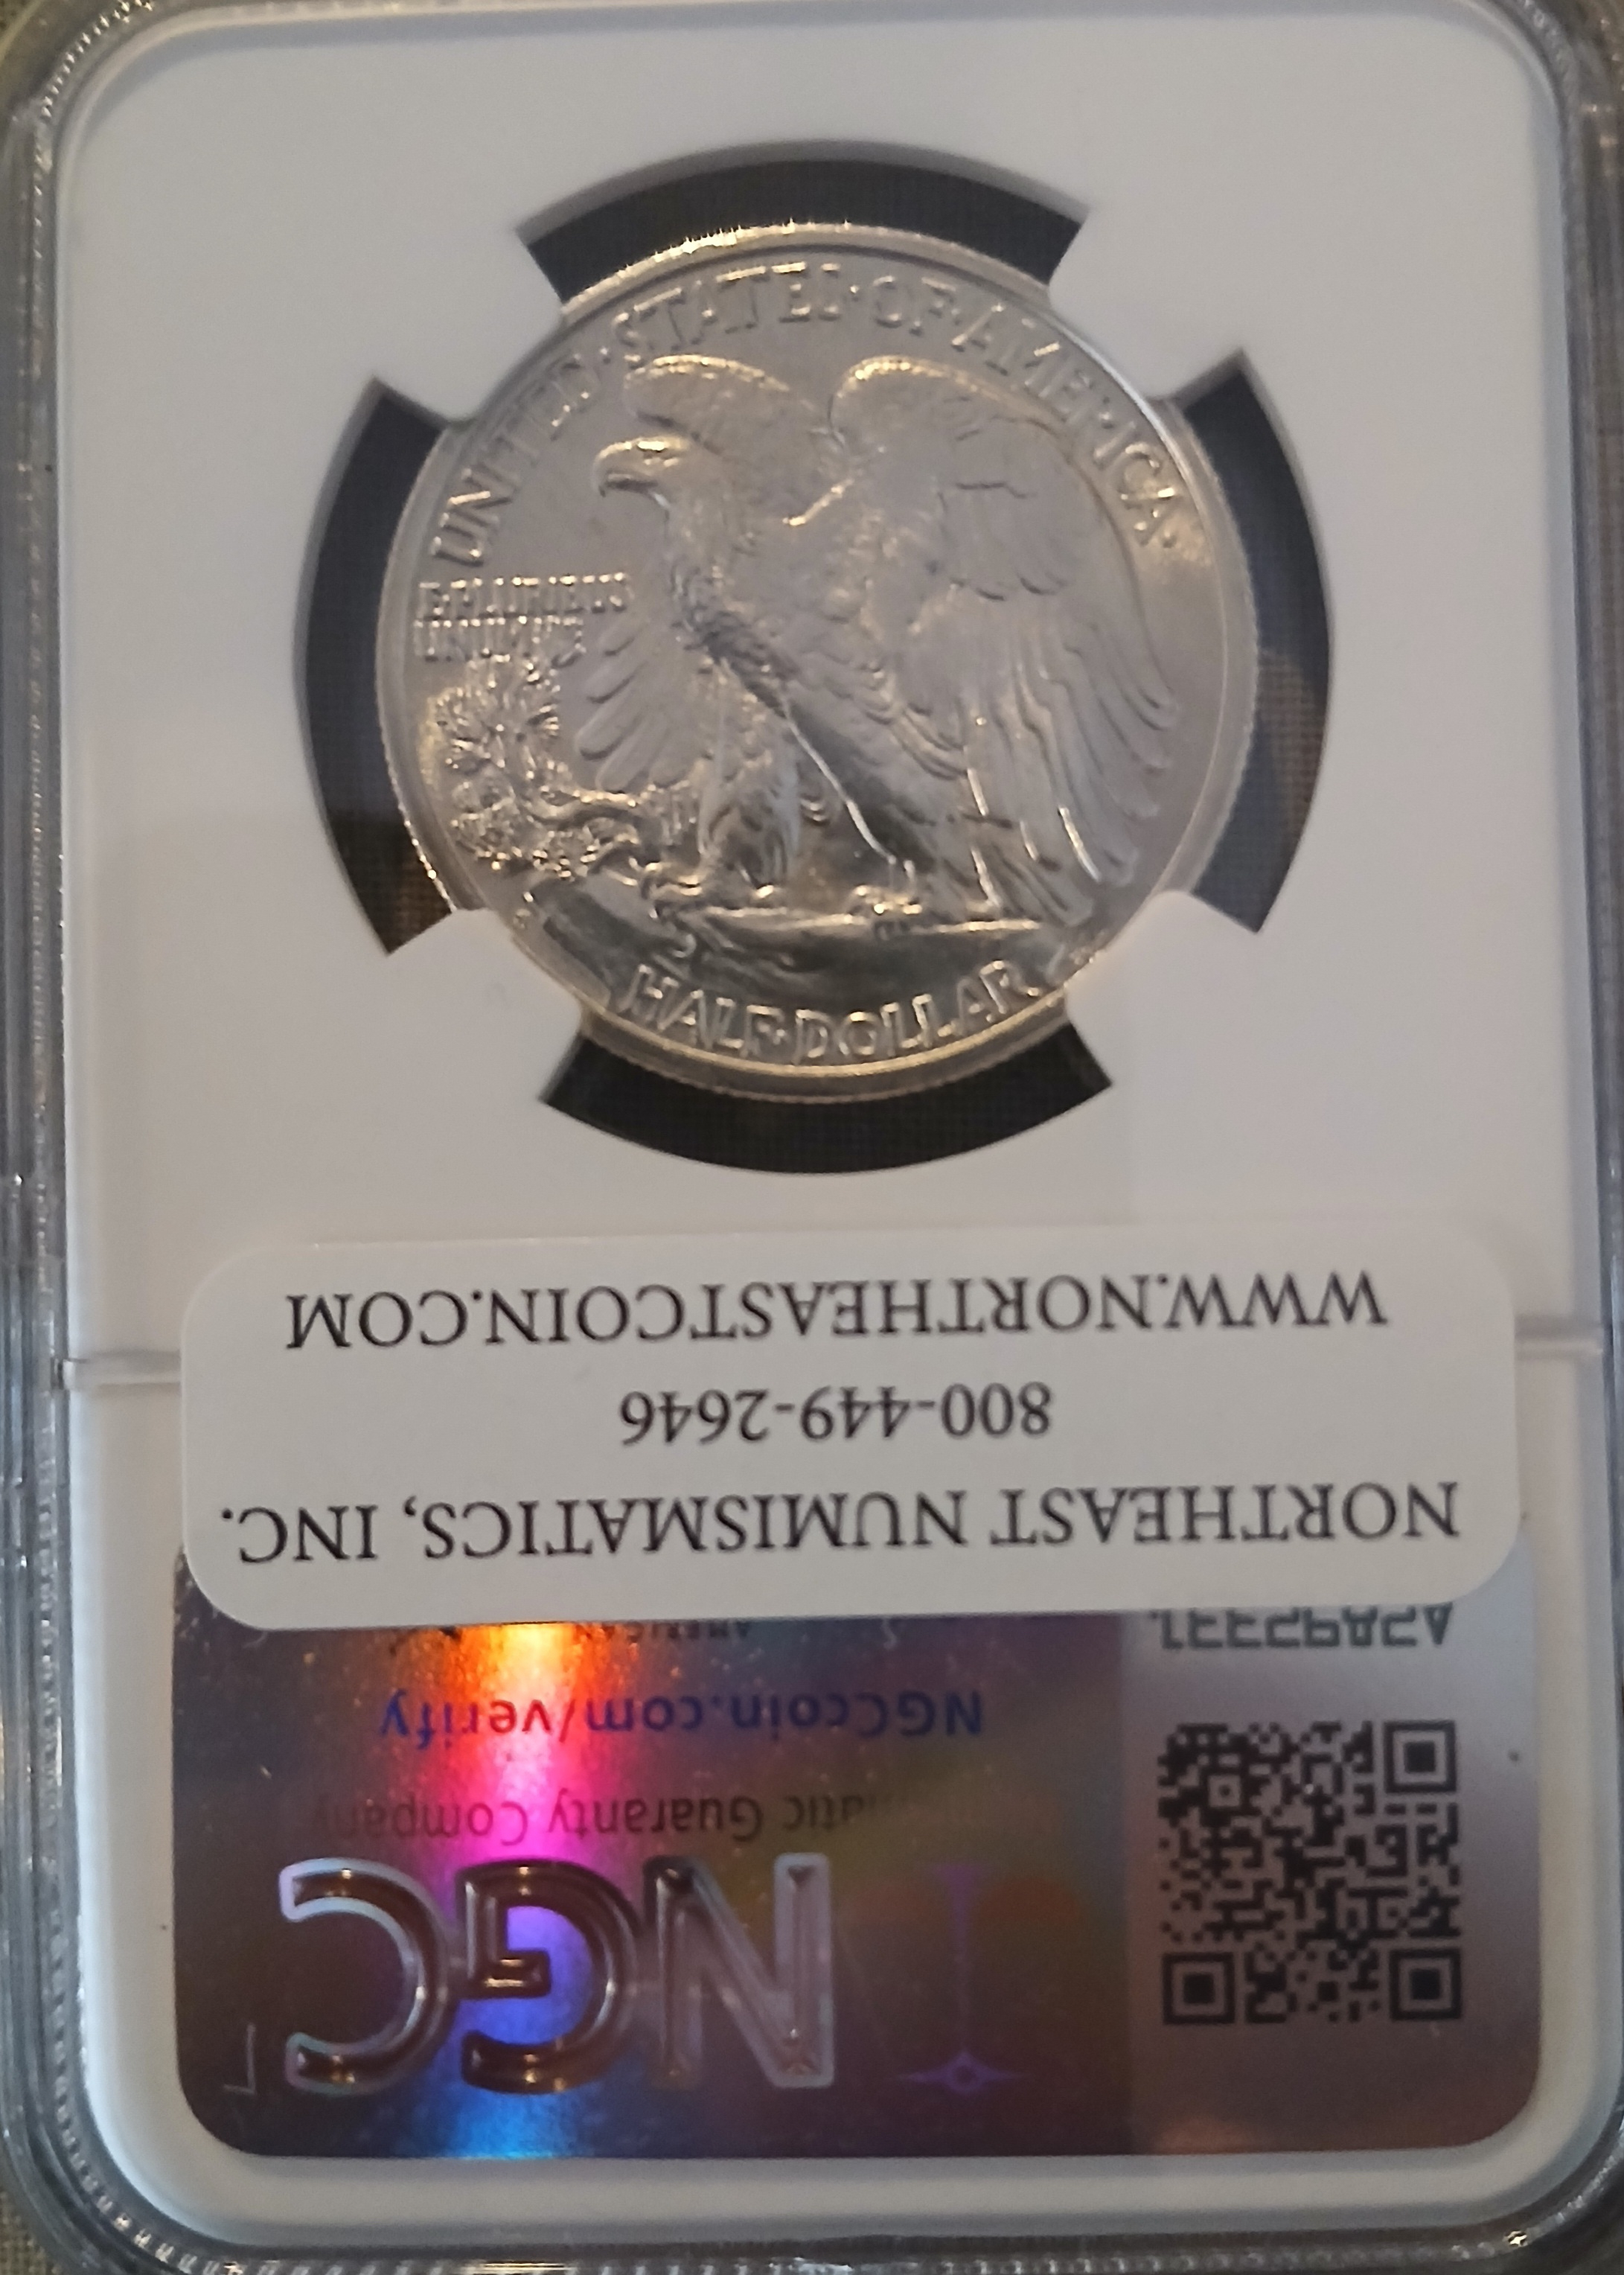 UNITED·STATES·OF·AMERICA·
E·PLURIBUS
UNUM
HALF·DOLLAR
NGC
Guaranty Company
NGCcoin.com/verify
AMERICAN
NORTHEAST NUMISMATICS, INC.
800-449-2646
WWW.NORTHEASTCOIN.COM